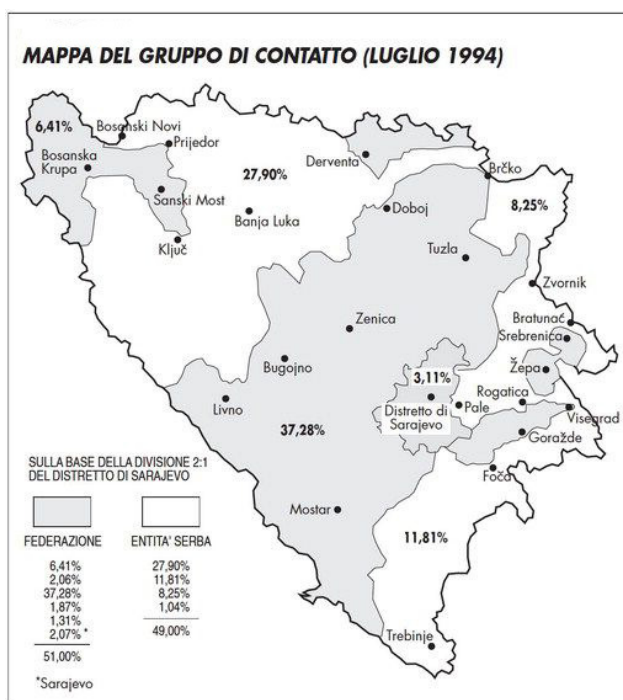 MAPPA DEL GRUPPO DI CONTATTO (LUGLIO 1994)
6,41%
Bosanski Novi
Prijedor
Bosanska
Krupa
Derventa
27,90%
Brčko
Sanski Most
8,25%
Banja Luka
Doboj
Ključ
Tuzla
Zvornik
Zenica
Bratunać
Srebrenica
Bugojno
Žepa
3,11%
Livno
Rogatica
Distretto di
Sarajevo
Pale
Visegrad
37,28%
Goražde
Foča
SULLA BASE DELLA DIVISIONE 2:1
DEL DISTRETTO DI SARAJEVO
Mostar
11,81%
FEDERAZIONE
6,41%
2,06%
37,28%
1,87%
1,31%
2,07% *
51,00%
*Sarajevo
ENTITA' SERBA
27,90%
11,81%
8,25%
1,04%
49,00%
Trebinje